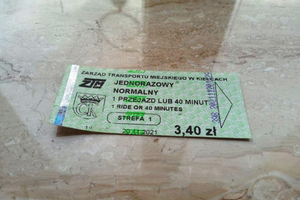 ZARZĄD TRANSPORTU MIEJSKIEGO W KIELCACH
ZTM JEDNORAZOWY
NORMALNY
1 PRZEJAZD LUB 40 MINUT
1 RIDE OR 40 MINUTES
STREFA 1
3,40 zł